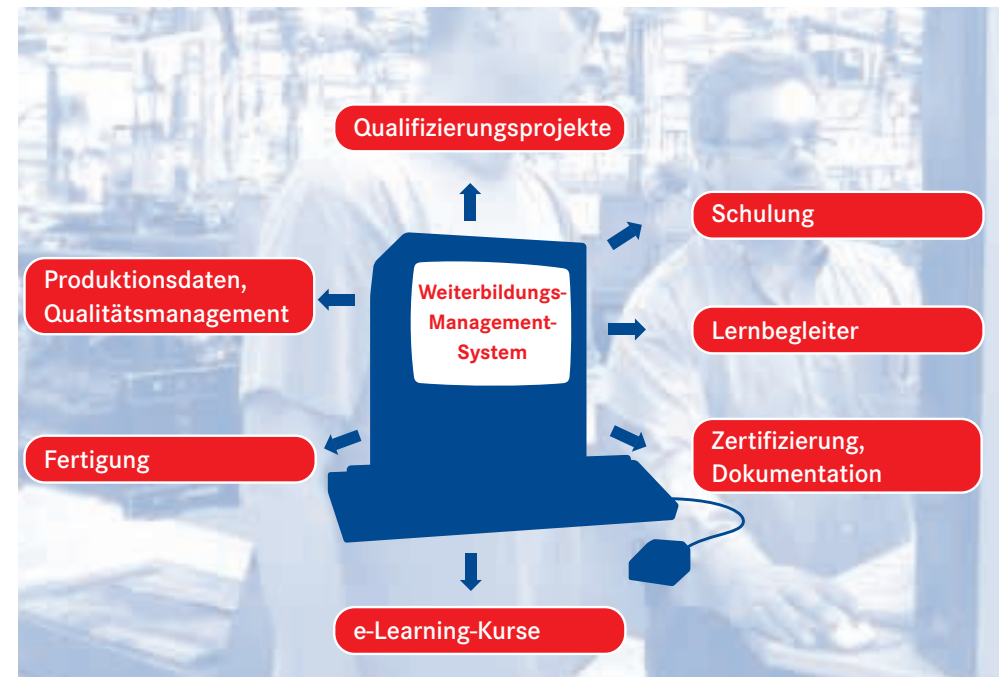 Qualifizierungsprojekte
Schulung
Produktionsdaten,
Qualitätsmanagement
Weiterbildungs-
Management-
System
Lernbegleiter
Fertigung
Zertifizierung,
Dokumentation
e-Learning-Kurse